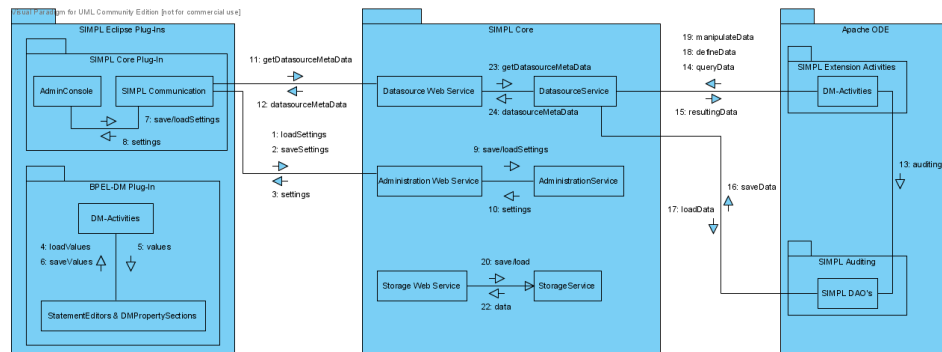 Visual Paradigm for UML Community Edition [not for commercial use]
SIMPL Eclipse Plug-Ins
SIMPL Core Plug-In
AdminConsole
SIMPL Communication
7: save/loadSettings
8: settings
BPEL-DM Plug-In
DM-Activities
4: loadValues
5: values
6: saveValues
StatementEditors & DMPropertySections
11: getDatasourceMetaData
12: datasourceMetaData
1: loadSettings
2: saveSettings
3: settings
SIMPL Core
Datasource Web Service
23: getDatasourceMetaData
24: datasourceMetaData
DatasourceService
9: save/loadSettings
Administration Web Service
AdministrationService
10: settings
20: save/load
Storage Web Service
StorageService
22: data
19: manipulateData
18: defineData
14: queryData
15: resultingData
16: saveData
17: loadData
Apache ODE
SIMPL Extension Activities
DM-Activities
13: auditing
SIMPL Auditing
SIMPL DAO's